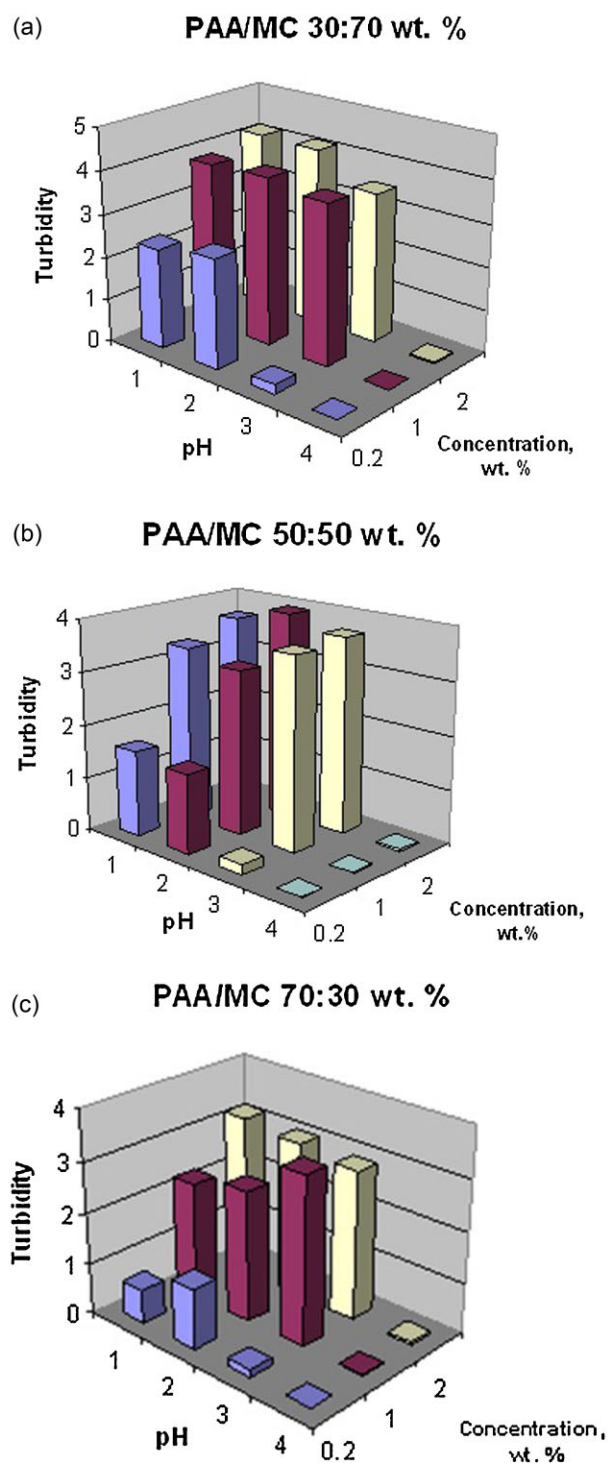 (a) PAA/MC 30:70 wt. %
5
4
3
2
1
0
Turbidity
1
2
3
4
pH
0.2
1
2
Concentration,
wt. %
(b) PAA/MC 50:50 wt. %
4
3
2
1
0
Turbidity
1
2
3
4
pH
0.2
1
2
Concentration,
wt.%
(c) PAA/MC 70:30 wt. %
4
3
2
1
0
Turbidity
1
2
3
4
pH
0.2
1
2
Concentration,
wt. %